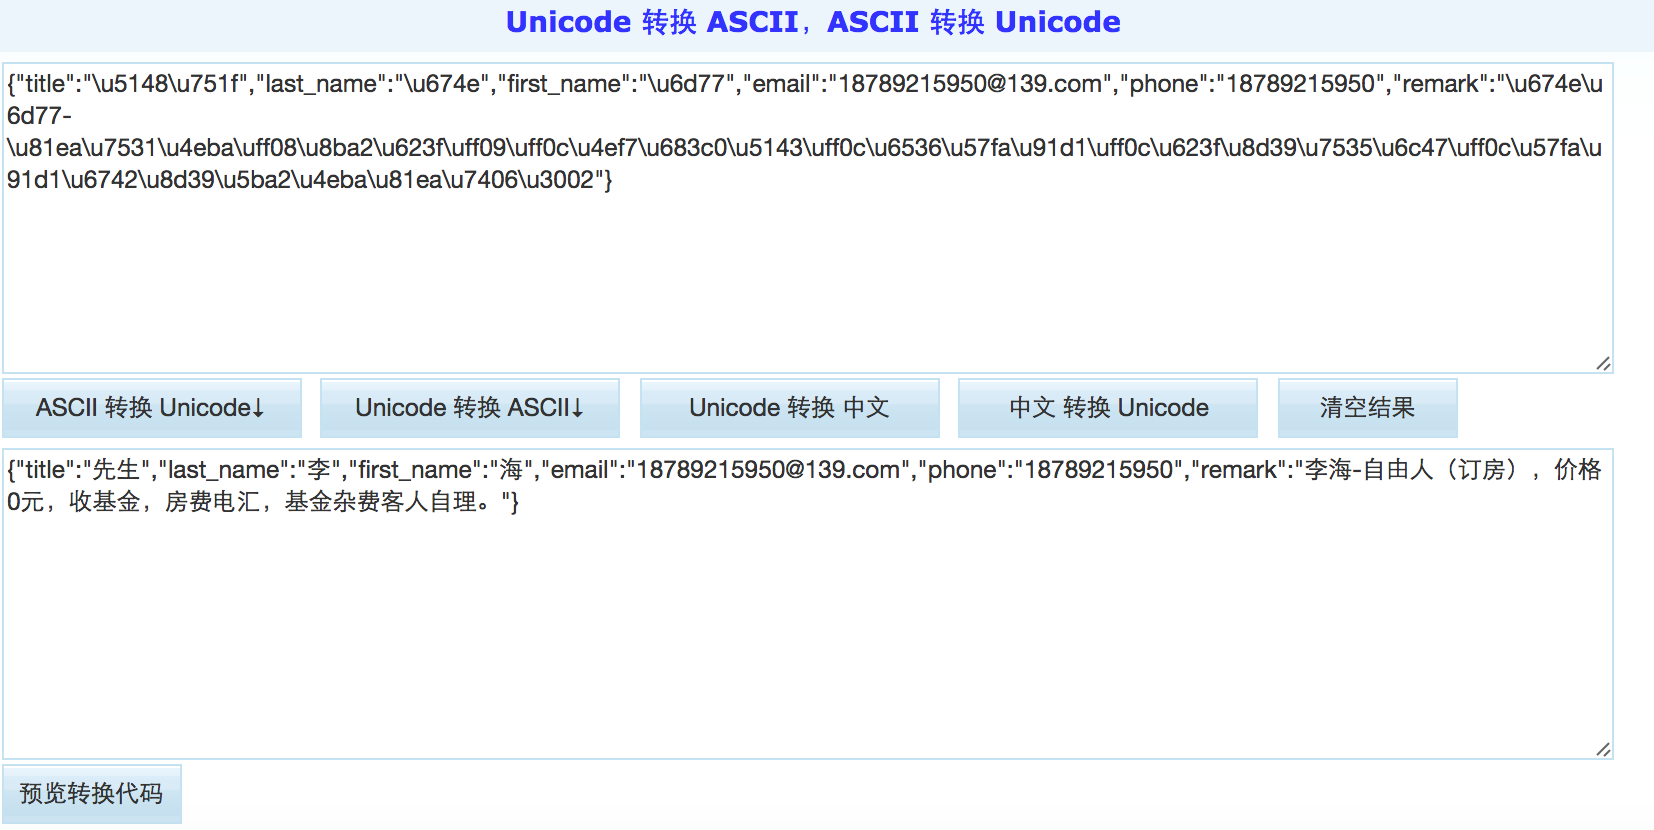 Unicode 转换 ASCII，ASCII 转换 Unicode
{"title":"\u5148\u751f","last_name":"\u674e","first_name":"\u6d77","email":"18789215950@139.com","phone":"18789215950","remark":"\u674e\u
6d77-
\u81ea\u7531\u4eba\uff08\u8ba2\u623f\uff09\uff0c\u4ef7\u683c0\u5143\uff0c\u6536\u57fa\u91d1\uff0c\u623f\u8d39\u7535\u6c47\uff0c\u57fa\u
91d1\u6742\u8d39\u5ba2\u4eba\u81ea\u7406\u3002"}
ASCII 转换 Unicode↓ Unicode 转换 ASCII↓ Unicode 转换 中文 中文 转换 Unicode 清空结果
{"title":"先生","last_name":"李","first_name":"海","email":"18789215950@139.com","phone":"18789215950","remark":"李海-自由人（订房），价格
0元，收基金，房费电汇，基金杂费客人自理。"}
预览转换代码